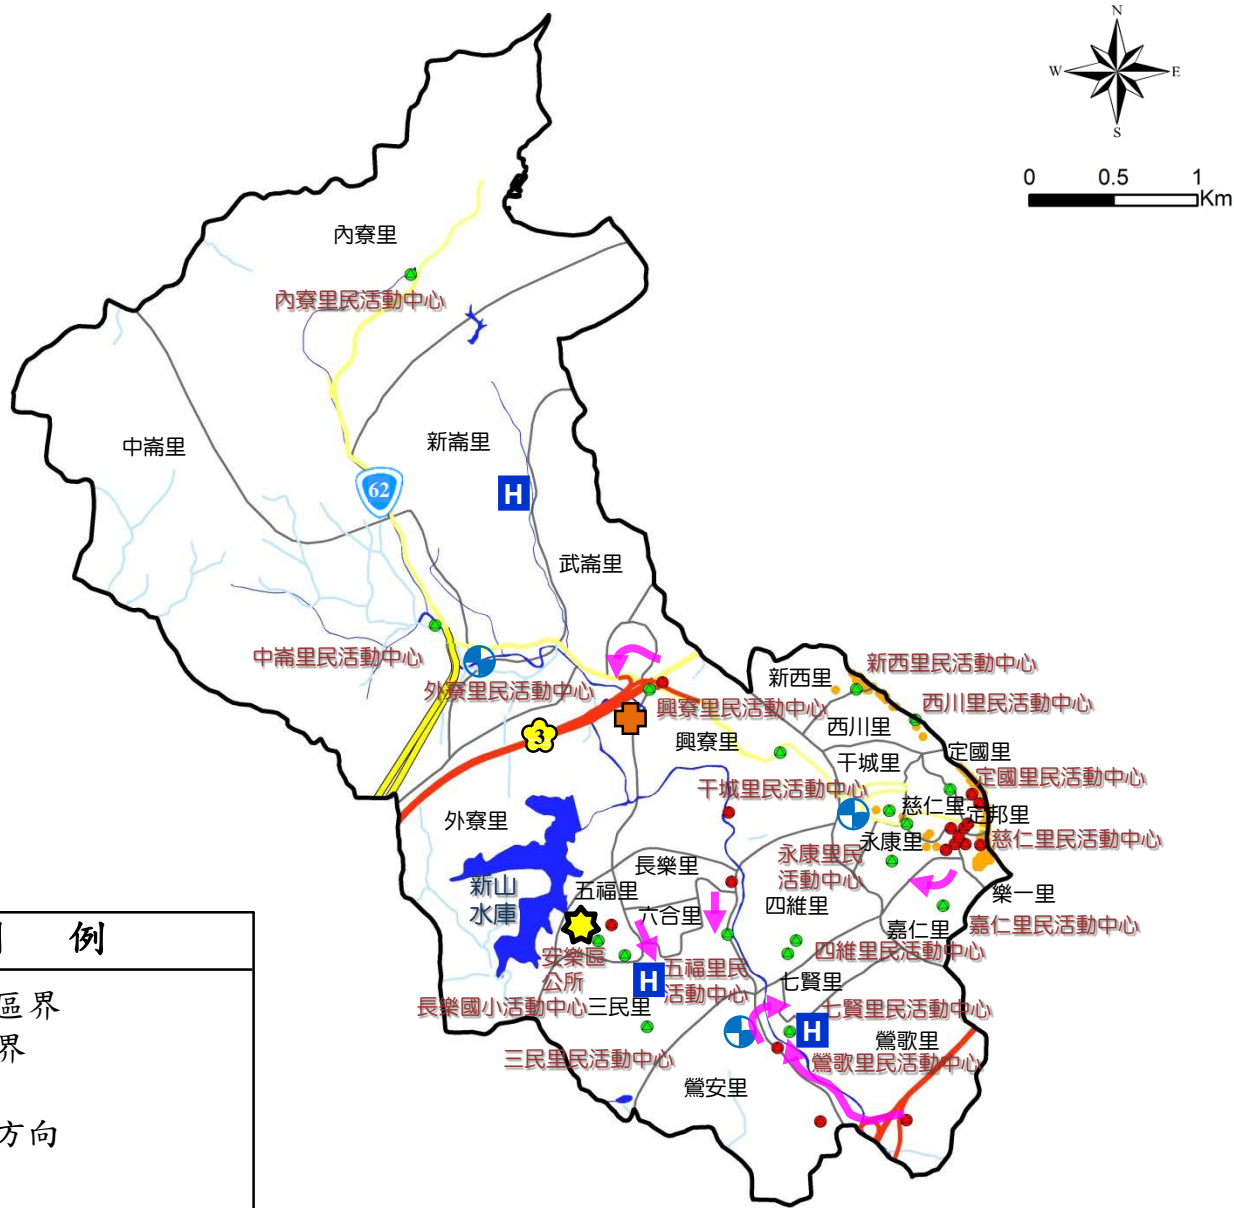 N
W
E
S
0
0.5
1
Km
內寮里
內寮里民活動中心
中崙里
新崙里
62
H
武崙里
中崙里民活動中心
外寮里民活動中心
新西里
新西里民活動中心
興寮里民活動中心
西川里民活動中心
西川里
3
興寮里
定國里
干城里
定國里民活動中心
干城里民活動中心
慈仁里
定邦里
外寮里
永康里
慈仁里民活動中心
永康里民
活動中心
長樂里
新山
水庫
五福里
六合里
四維里
樂一里
嘉仁里
嘉仁里民活動中心
安樂區
公所
H
五福里民
活動中心
四維里民活動中心
七賢里
長樂國小活動中心
三民里
七賢里民活動中心
H
鶯歌里
三民里民活動中心
鶯歌里民活動中心
鶯安里
例
區界
界
方向